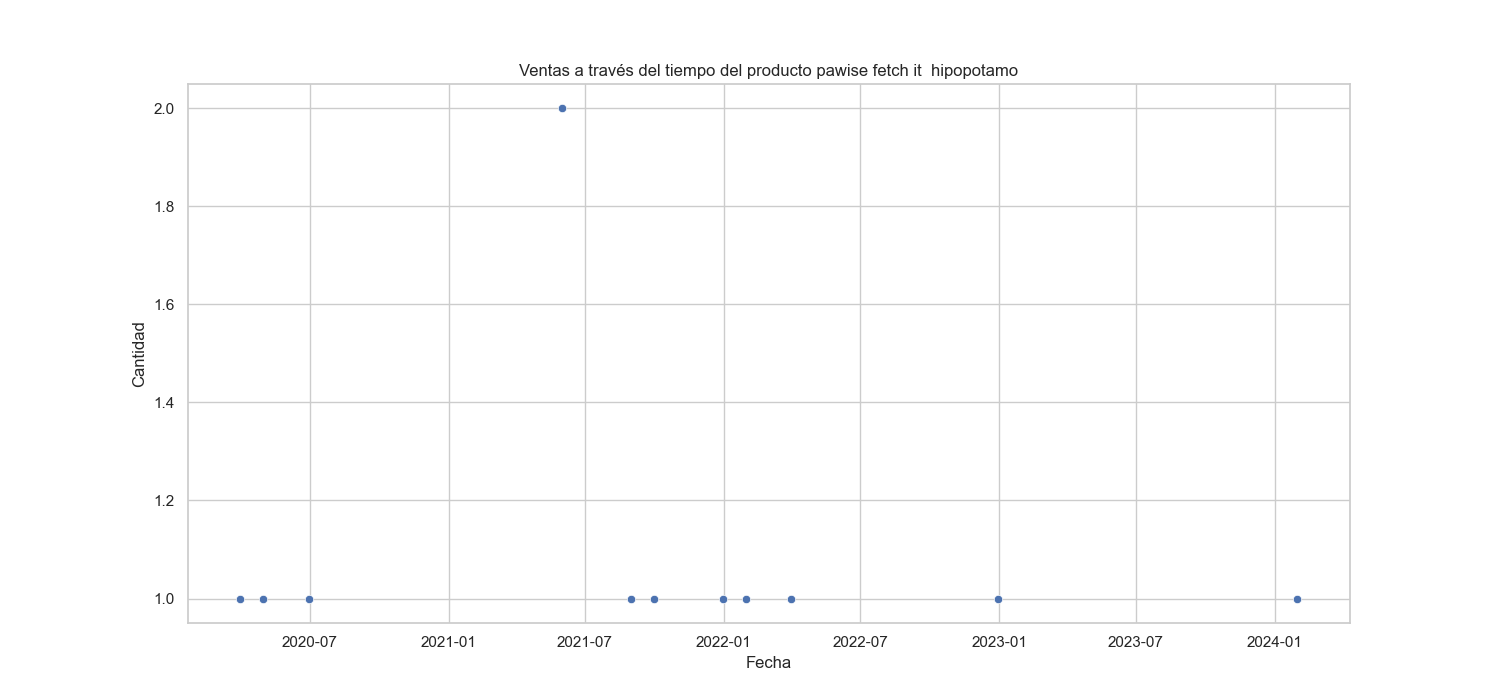 Ventas a través del tiempo del producto pawise fetch it  hipopotamo
2.0
1.8
1.6
1.4
1.2
1.0
Cantidad
2020-07 2021-01 2021-07 2022-01 2022-07 2023-01 2023-07 2024-01
Fecha